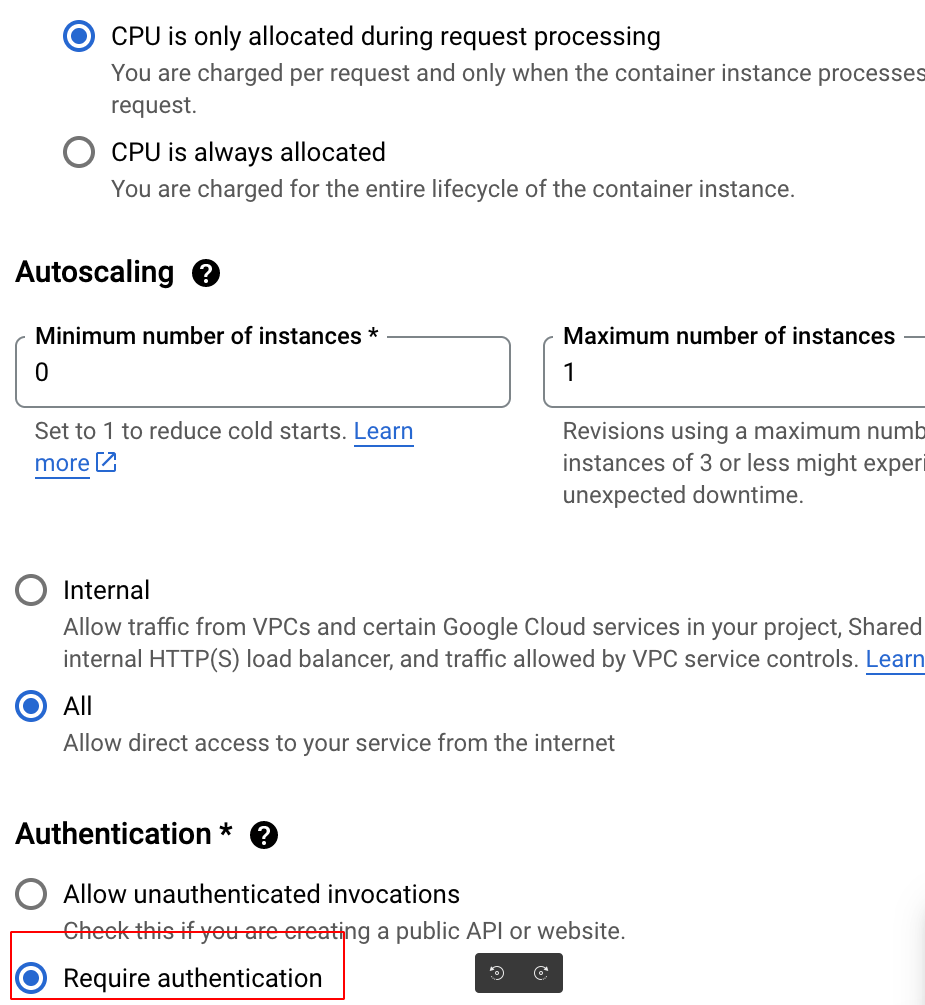 CPU is only allocated during request processing
You are charged per request and only when the container instance processes
request.
CPU is always allocated
You are charged for the entire lifecycle of the container instance.
Autoscaling
Minimum number of instances *
0
Set to 1 to reduce cold starts. Learn
more
Maximum number of instances
1
Revisions using a maximum numb
instances of 3 or less might experi
unexpected downtime.
Internal
Allow traffic from VPCs and certain Google Cloud services in your project, Shared
internal HTTP(S) load balancer, and traffic allowed by VPC service controls. Learn
All
Allow direct access to your service from the internet
Authentication *
Allow unauthenticated invocations
Check this if you are creating a public API or website.
Require authentication